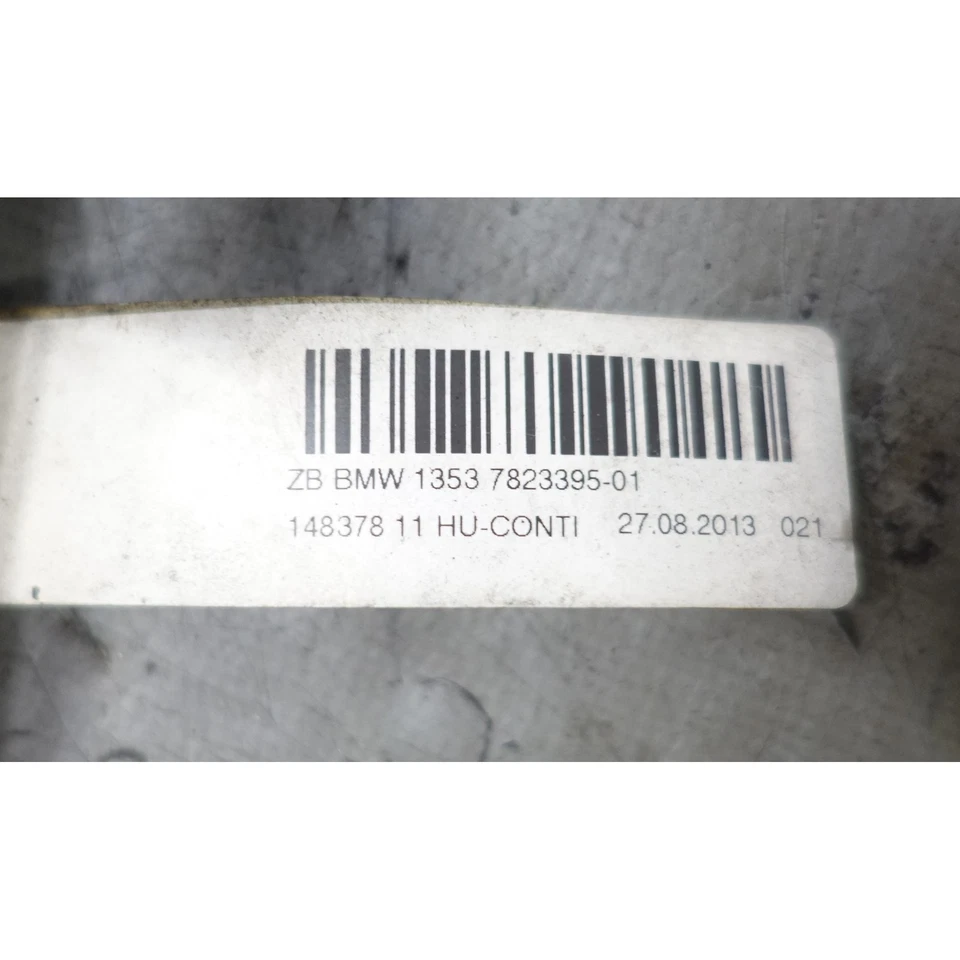 ZB BMW 1353 7823395-01
148378 11 HU-CONTI 27.08.2013 021